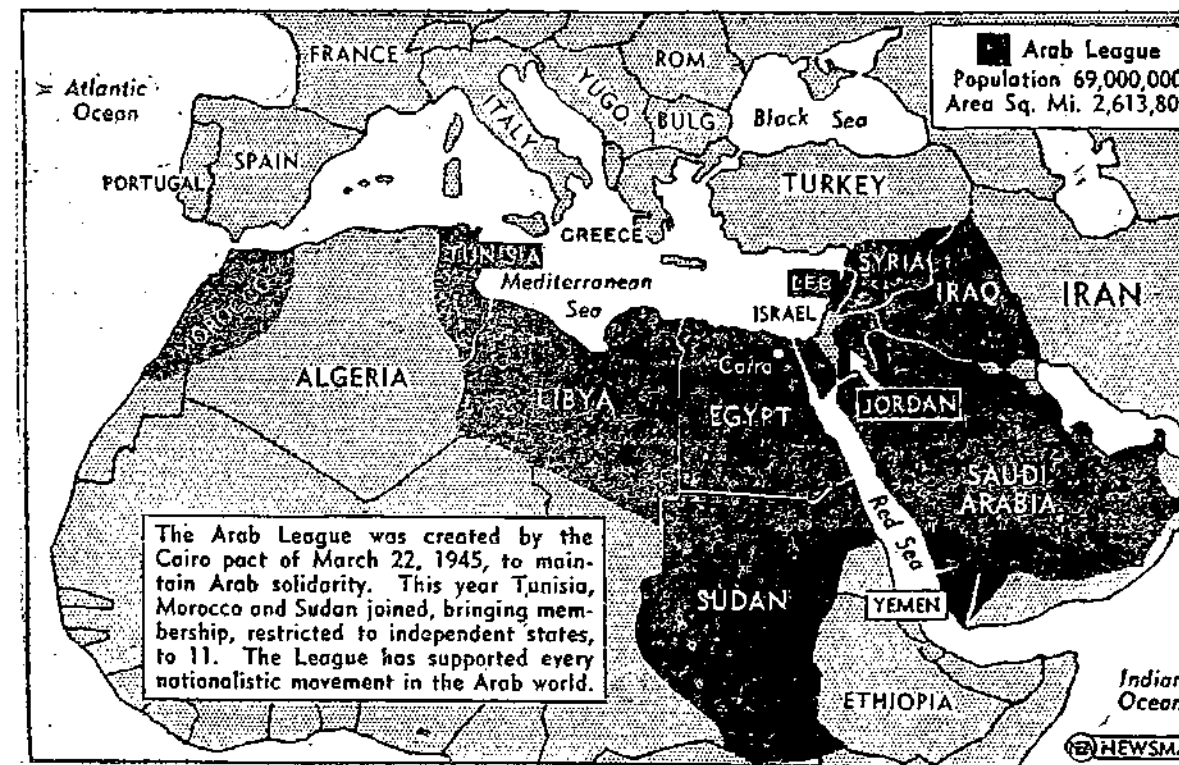 FRANCE
ROM
Arab League
Population 69,000,000
Area Sq. Mi. 2,613,80
Atlantic
Ocean
ITALY
YUGO
BULG
Black Sea
SPAIN
PORTUGAL
TURKEY
GREECE
TUNISIA
Mediterranean
Sea
SYRIA
LEB
IRAQ
IRAN
ISRAEL
MOROCCO
ALGERIA
LIBYA
Cairo
EGYPT
JORDAN
SAUDI
ARABIA
Red Sea
The Arab League was created by the
Cairo pact of March 22, 1945, to main-
tain Arab solidarity. This year Tunisia,
Morocco and Sudan joined, bringing mem-
bership, restricted to independent states,
to 11. The League has supported every
nationalistic movement in the Arab world.
SUDAN
YEMEN
ETHIOPIA
Indian
Ocean
NEA NEWSMA